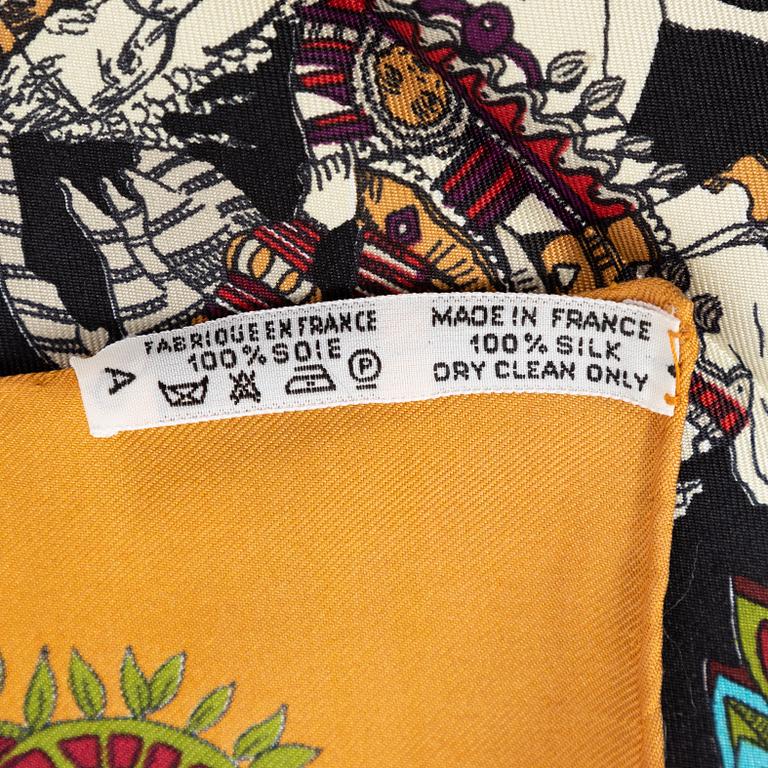 FABRIQUE EN FRANCE
100% SOIE
P
A
MADE IN FRANCE
100% SILK
DRY CLEAN ONLY